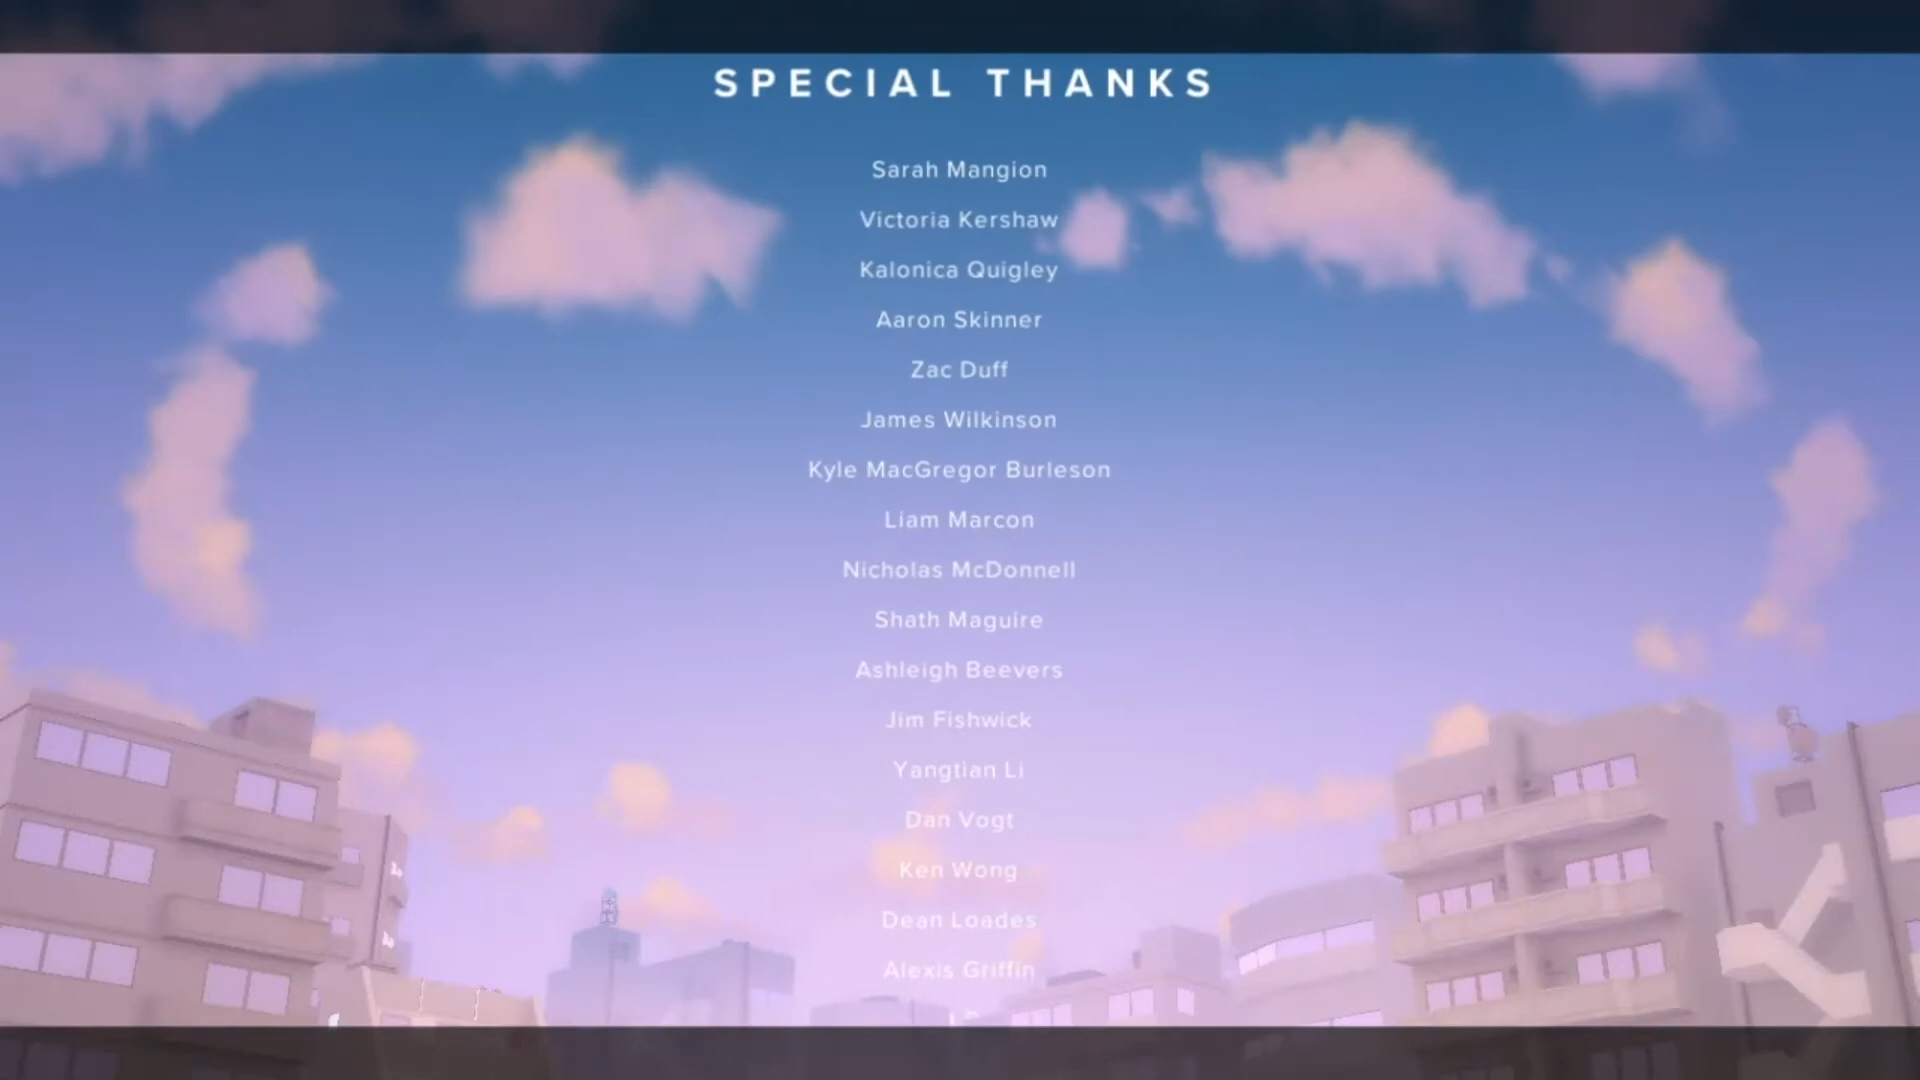 SPECIAL THANKS
Sarah Mangion
Victoria Kershaw
Kalonica Quigley
Aaron Skinner
Zac Duff
James Wilkinson
Kyle MacGregor Burleson
Liam Marcon
Nicholas McDonnell
Shath Maguire
Ashleigh Beevers
Jim Fishwick
Yangtian Li
Dan Vogt
Ken Wong
Dean Loades
Alexis Griffin